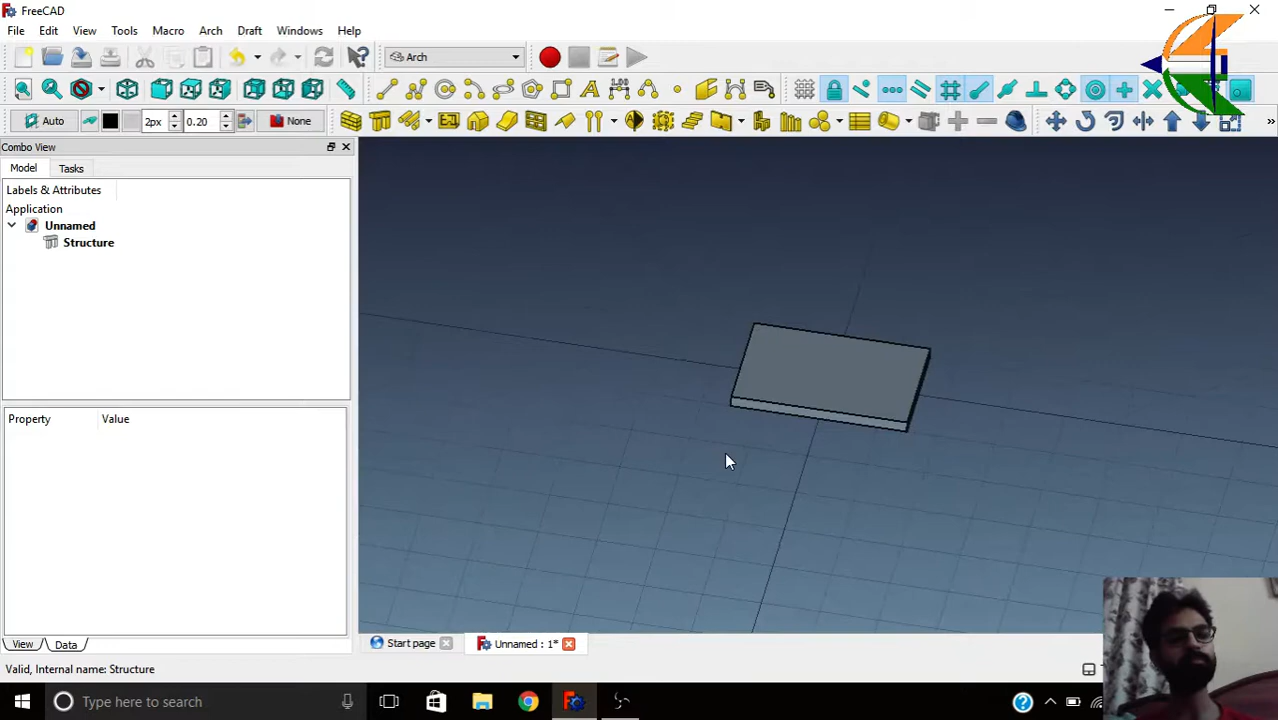 FreeCAD
File Edit View Tools Macro Arch Draft Windows Help
Arch
Auto 2px 0.20 None
»
Combo View
Model Tasks
Labels & Attributes
Application
Unnamed
Structure
Property Value
View Data
Start page Unnamed : 1*
Valid, Internal name: Structure
Type here to search